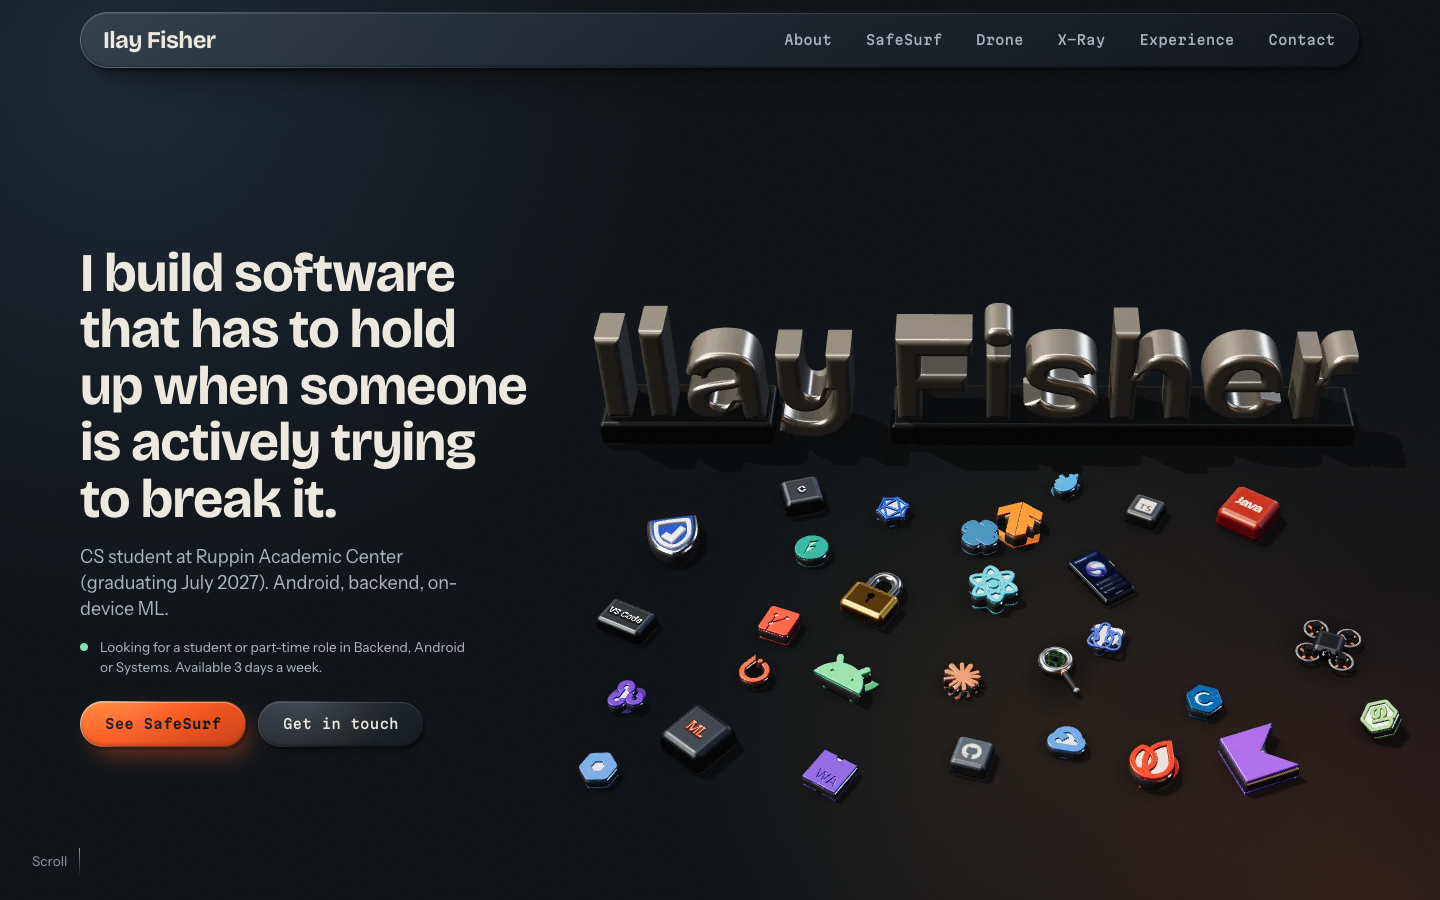 Ilay Fisher
About
SafeSurf
Drone
X-Ray
Experience
Contact
I build software
that has to hold
up when someone
is actively trying
to break it.
CS student at Ruppin Academic Center
(graduating July 2027). Android, backend, on-
device ML.
Looking for a student or part-time role in Backend, Android
or Systems. Available 3 days a week.
See SafeSurf
Get in touch
Ilay Fisher
TS
Java
VS Code
ML
C
WA
Scroll